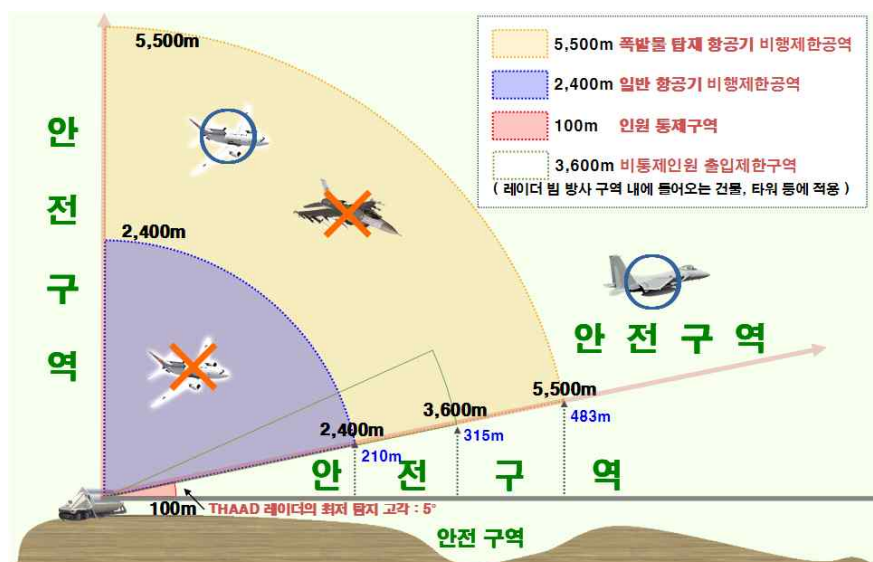 5,500m
5,500m 폭발물 탑재 항공기 비행제한공역
2,400m 일반 항공기 비행제한공역
100m 인원 통제구역
3,600m 비통제인원 출입제한구역
( 레이더 빔 방사 구역 내에 들어오는 건물, 타워 등에 적용 )
안
전
구
역
2,400m
안 전 구 역
5,500m
3,600m
2,400m
483m
315m
210m
안 전 구 역
100m
THAAD 레이더의 최저 탐지 고각 : 5°
안전 구역